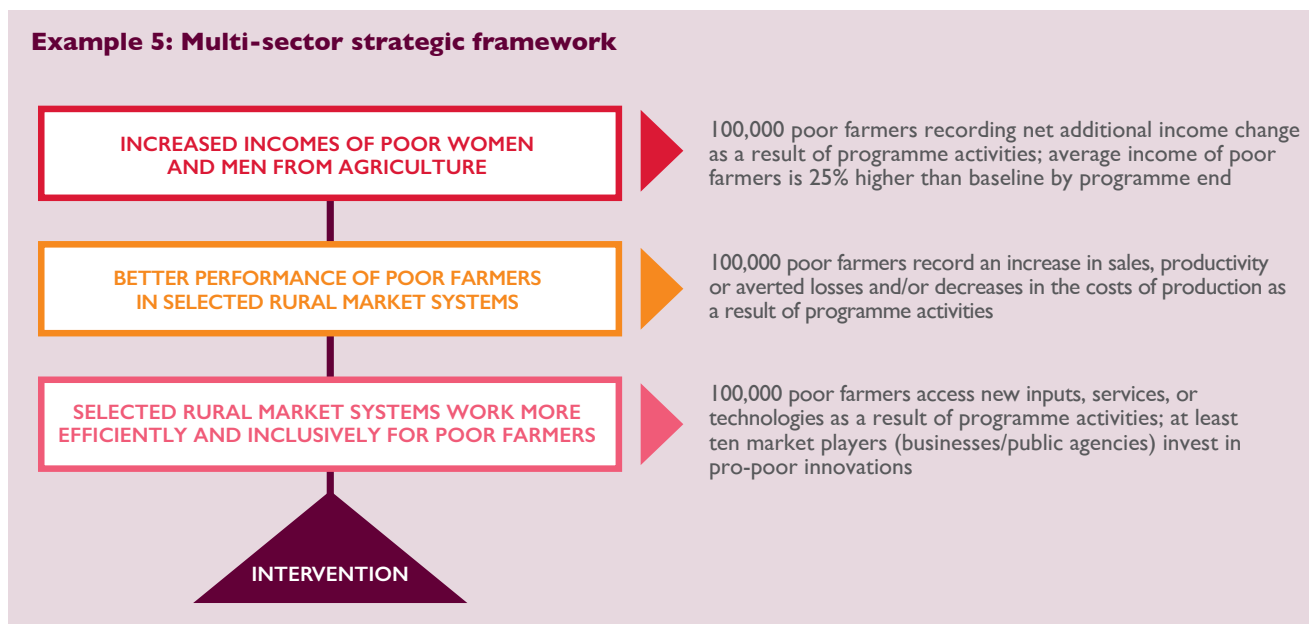 Example 5: Multi-sector strategic framework
INCREASED INCOMES OF POOR WOMEN
AND MEN FROM AGRICULTURE
100,000 poor farmers recording net additional income change
as a result of programme activities; average income of poor
farmers is 25% higher than baseline by programme end
BETTER PERFORMANCE OF POOR FARMERS
IN SELECTED RURAL MARKET SYSTEMS
100,000 poor farmers record an increase in sales, productivity
or averted losses and/or decreases in the costs of production as
a result of programme activities
SELECTED RURAL MARKET SYSTEMS WORK MORE
EFFICIENTLY AND INCLUSIVELY FOR POOR FARMERS
100,000 poor farmers access new inputs, services, or
technologies as a result of programme activities; at least
ten market players (businesses/public agencies) invest in
pro-poor innovations
INTERVENTION